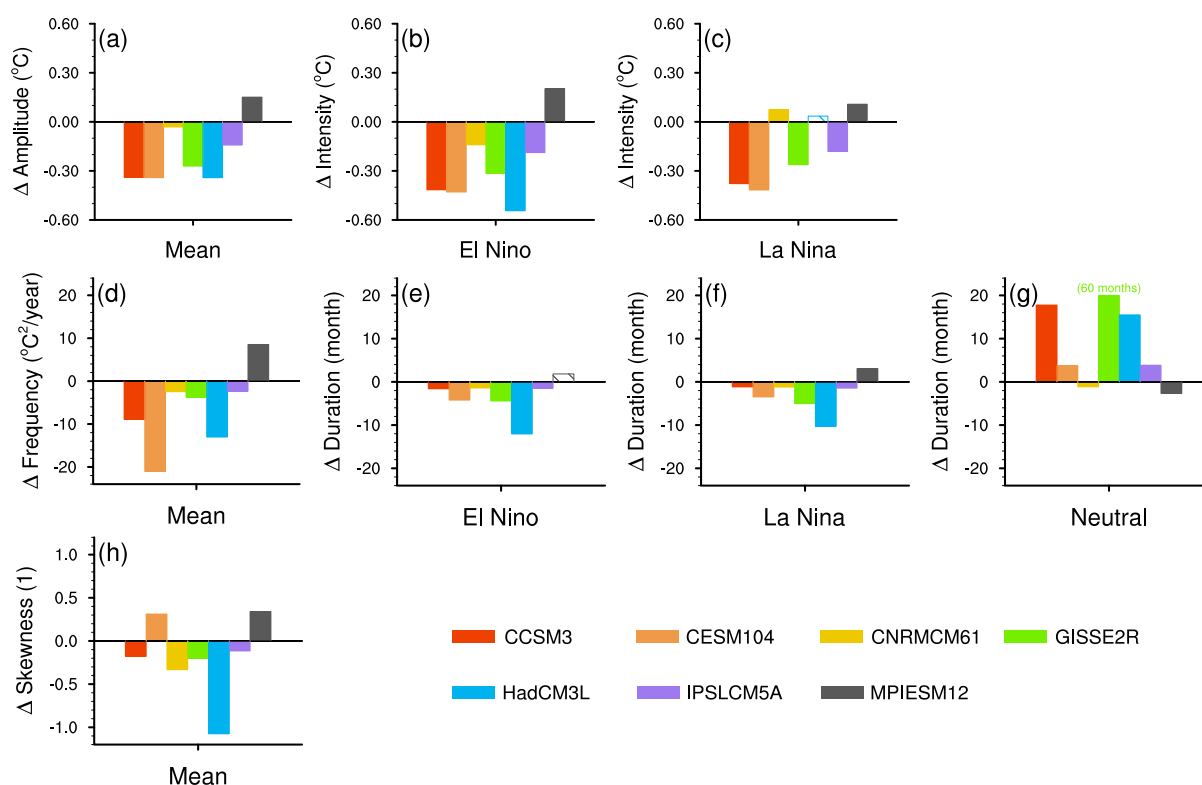 (a)
Δ Amplitude (°C)
0.60
0.30
0.00
-0.30
-0.60
Mean
(b)
Δ Intensity (°C)
0.60
0.30
0.00
-0.30
-0.60
El Nino
(c)
Δ Intensity (°C)
0.60
0.30
0.00
-0.30
-0.60
La Nina
(d)
Δ Frequency (°C²/year)
20
10
0
-10
-20
Mean
(e)
Δ Duration (month)
20
10
0
-10
-20
El Nino
(f)
Δ Duration (month)
20
10
0
-10
-20
La Nina
(g)
(60 months)
Δ Duration (month)
20
10
0
-10
-20
Neutral
(h)
Δ Skewness (1)
1.0
0.5
0.0
-0.5
-1.0
Mean
CCSM3 CESM104 CNRMCM61 GISSE2R
HadCM3L IPSLCM5A MPIESM12